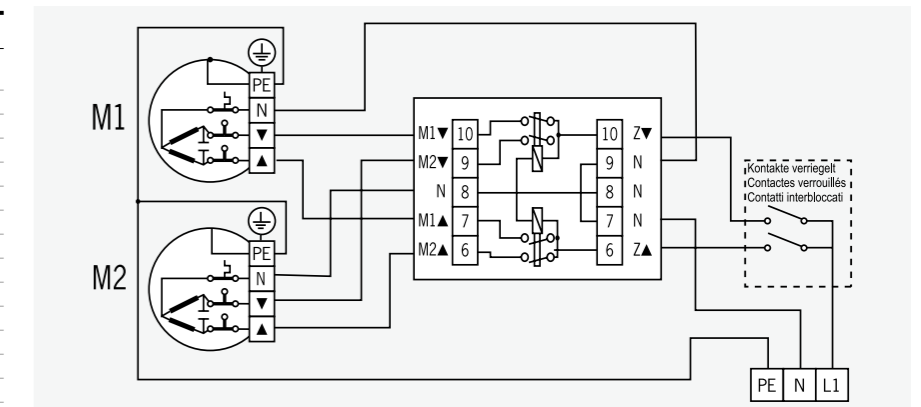 M1
PE
N
▼
▲
M2
PE
N
▼
▲
M1▼ 10
M2▼ 9
N 8
M1▲ 7
M2▲ 6
10 Z▼
9 N
8 N
7 N
6 Z▲
Kontakte verriegelt
Contactes verrouillés
Contatti interbloccati
PE N L1